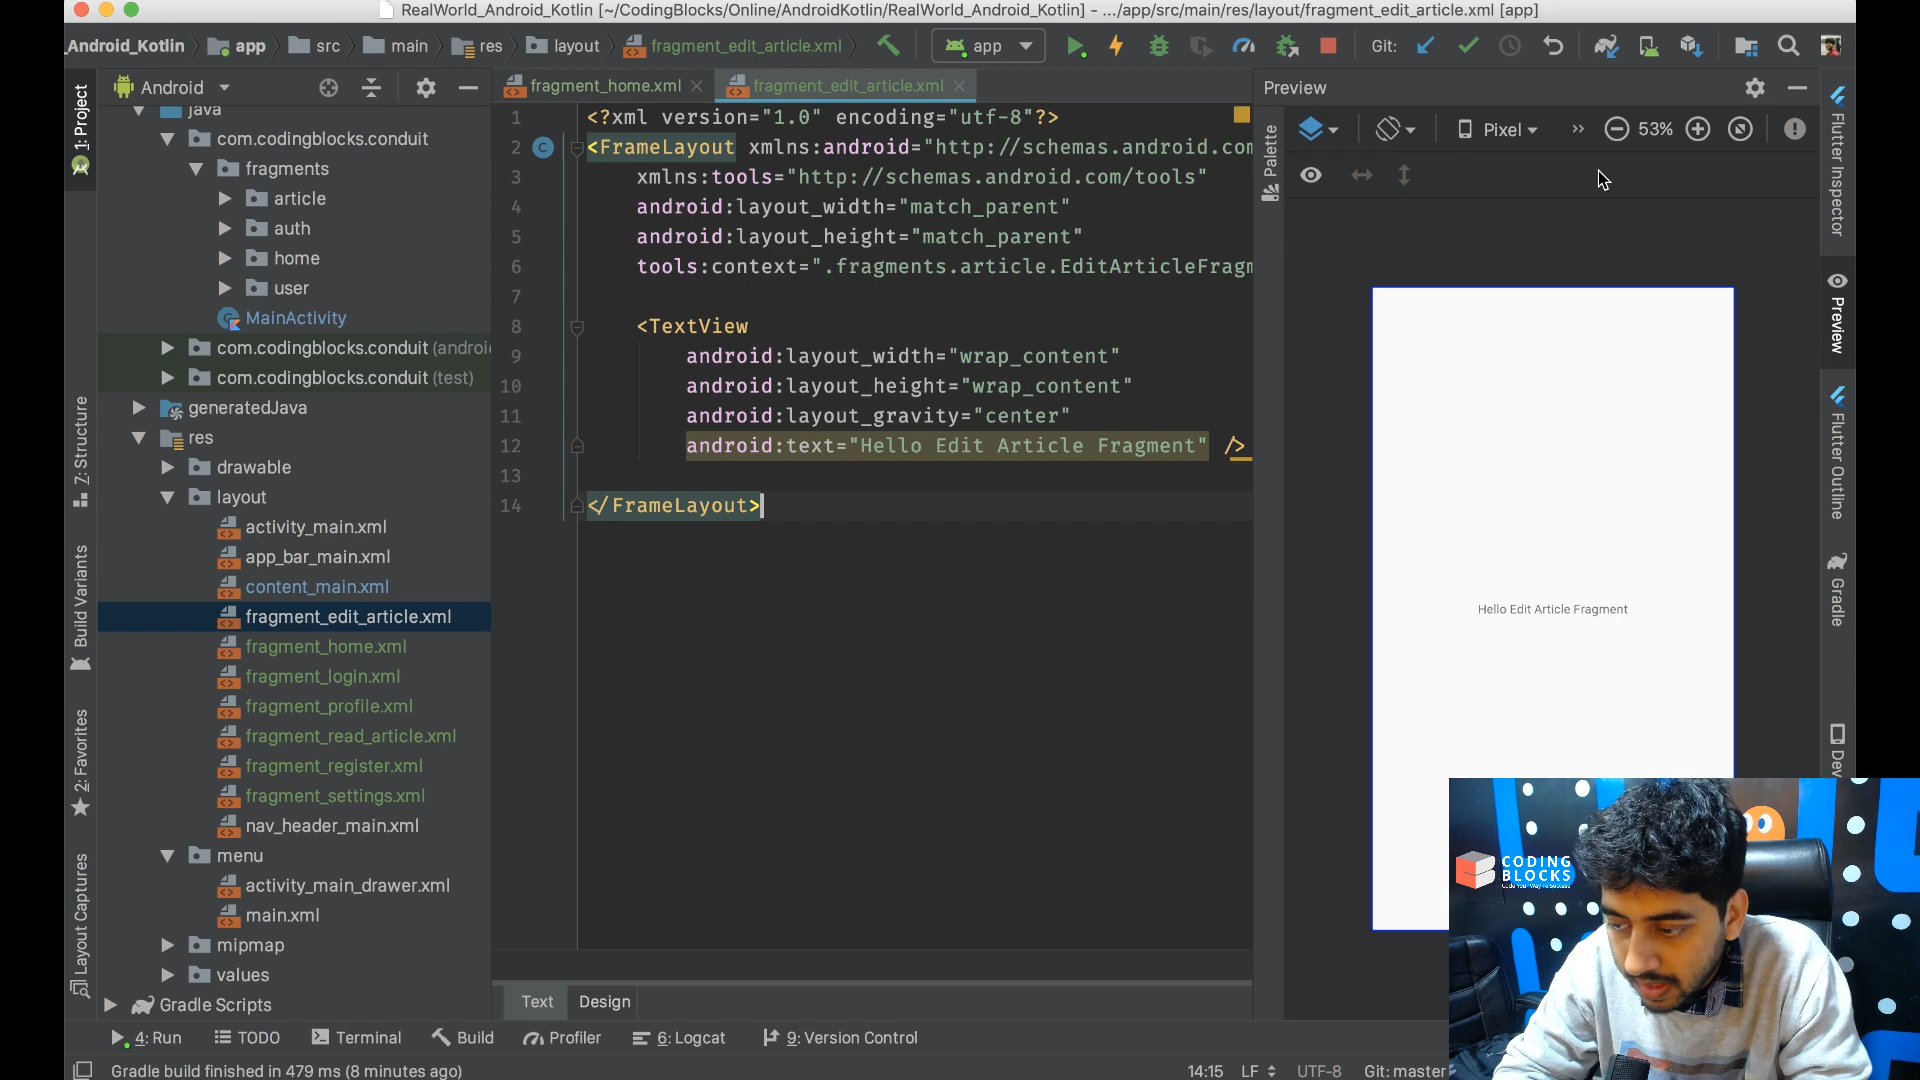 RealWorld_Android_Kotlin [~/CodingBlocks/Online/AndroidKotlin/RealWorld_Android_Kotlin] - .../app/src/main/res/layout/fragment_edit_article.xml [app]
_Android_Kotlin app src main res layout fragment_edit_article.xml app Git:
1: Project
Android
fragment_home.xml
fragment_edit_article.xml
Preview
java
com.codingblocks.conduit
fragments
article
auth
home
user
MainActivity
com.codingblocks.conduit (androi
com.codingblocks.conduit (test)
generatedJava
res
drawable
layout
activity_main.xml
app_bar_main.xml
content_main.xml
fragment_edit_article.xml
fragment_home.xml
fragment_login.xml
fragment_profile.xml
fragment_read_article.xml
fragment_register.xml
fragment_settings.xml
nav_header_main.xml
menu
activity_main_drawer.xml
main.xml
mipmap
values
Gradle Scripts
7: Structure
Build Variants
2: Favorites
Layout Captures
1 <?xml version="1.0" encoding="utf-8"?>
2 <FrameLayout xmlns:android="http://schemas.android.com
3 xmlns:tools="http://schemas.android.com/tools"
4 android:layout_width="match_parent"
5 android:layout_height="match_parent"
6 tools:context=".fragments.article.EditArticleFragm
7
8 <TextView
9 android:layout_width="wrap_content"
10 android:layout_height="wrap_content"
11 android:layout_gravity="center"
12 android:text="Hello Edit Article Fragment" />
13
14 </FrameLayout>
Text Design
Palette
Pixel 53%
Hello Edit Article Fragment
Flutter Inspector
Preview
Flutter Outline
Gradle
Dev
CODING
BLOCKS
Code Your Way To Success
4: Run TODO Terminal Build Profiler 6: Logcat 9: Version Control
Gradle build finished in 479 ms (8 minutes ago) 14:15 LF UTF-8 Git: master